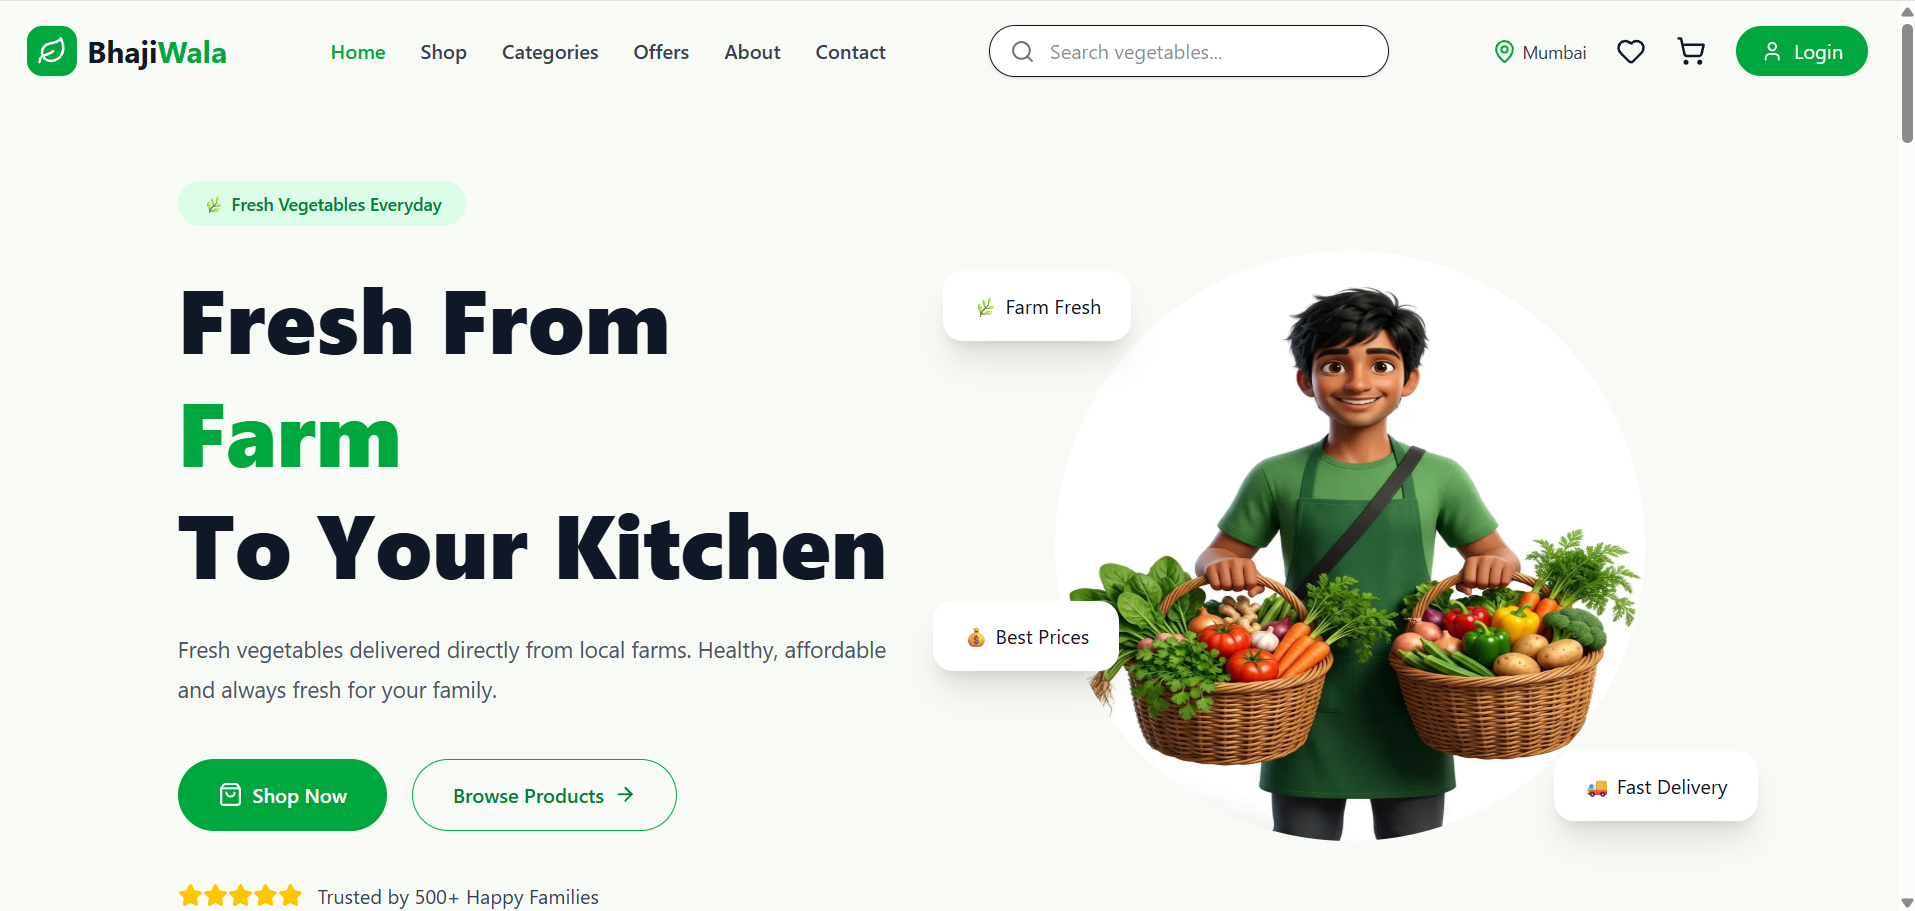 BhajiWala
Home Shop Categories Offers About Contact
Search vegetables...
Mumbai
Login
Fresh Vegetables Everyday
Fresh From
Farm
To Your Kitchen
Fresh vegetables delivered directly from local farms. Healthy, affordable
and always fresh for your family.
Shop Now
Browse Products
Trusted by 500+ Happy Families
Farm Fresh
Best Prices
Fast Delivery